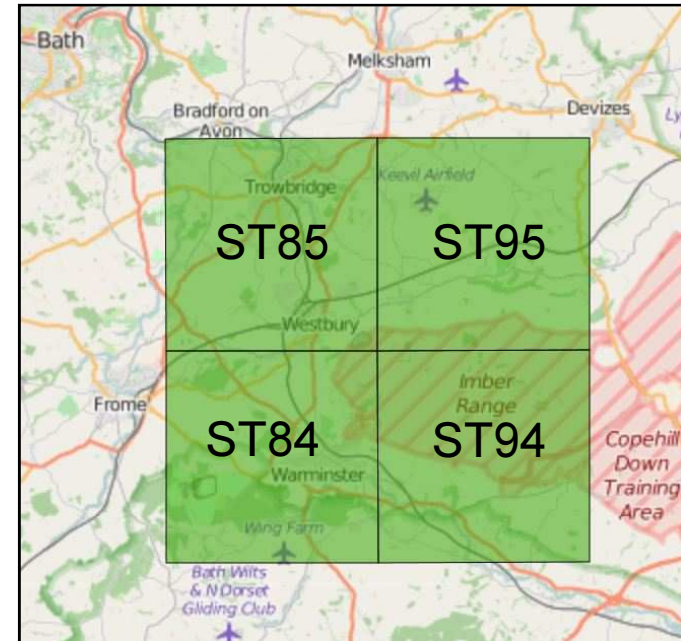 Bath
Melksham
Bradford on
Avon
Devizes
Trowbridge
Keevil Airfield
ST85
ST95
Westbury
Imber
Range
Frome
ST84
ST94
Copehill
Down
Training
Area
Warminster
Wing Farm
Bath Wilts
& N Dorset
Gliding Club